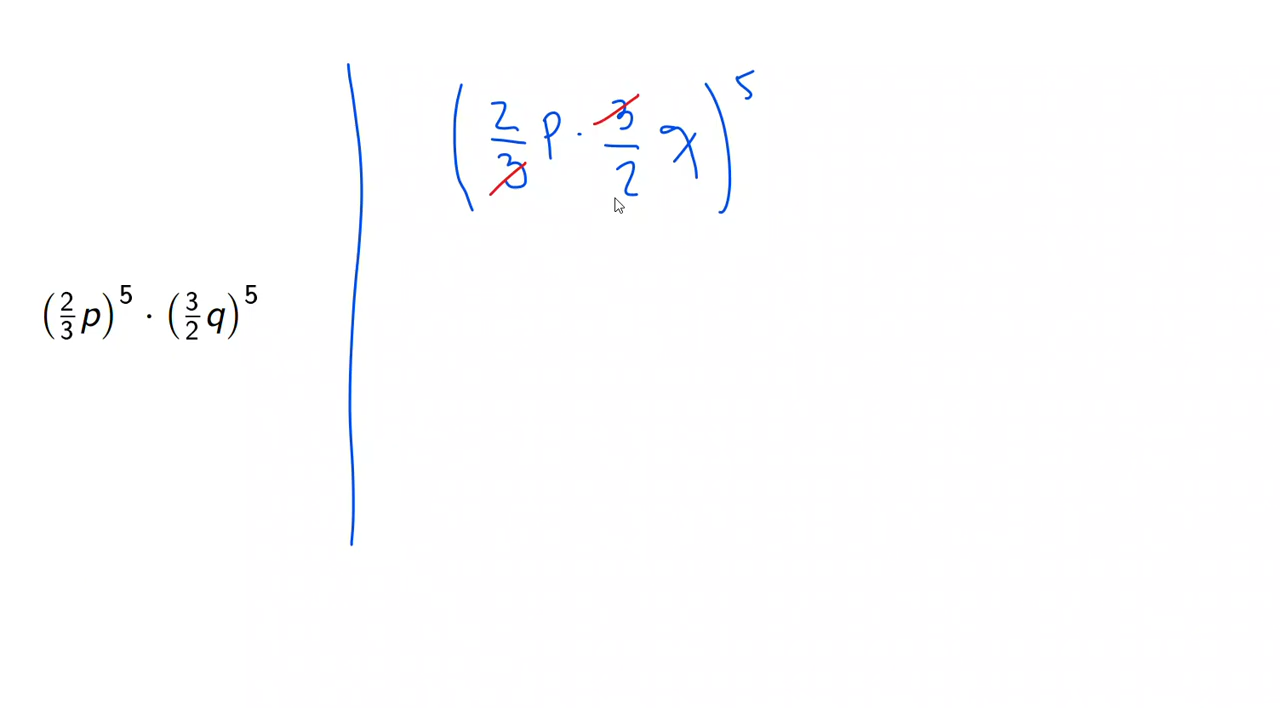 (2/3 p · 3/2 q)^5
(2/3 p)^5 · (3/2 q)^5